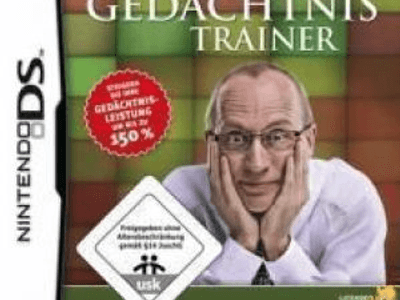 GEDÄCHTNIS
TRAINER
NINTENDO DS
STEIGERN
SIE IHRE
GEDÄCHTNIS-
LEISTUNG
UM BIS ZU
150 %
Freigegeben ohne
Altersbeschränkung
gemäß §14 JuSchG
usk